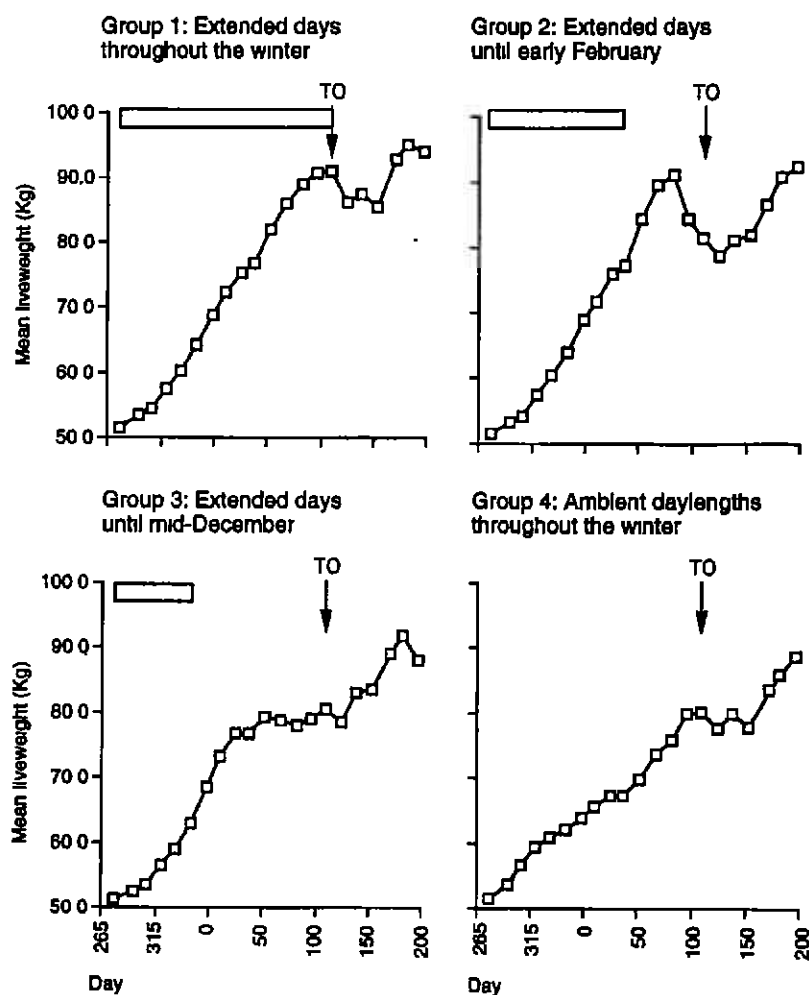 Group 1: Extended days
throughout the winter
Group 2: Extended days
until early February
TO
TO
100 0
90.0
80 0
70 0
60 0
50 0
Mean liveweight (Kg)
Group 3: Extended days
until mid-December
Group 4: Ambient daylengths
throughout the winter
TO
TO
100 0
90 0
80 0
70 0
60 0
50 0
Mean liveweight (Kg)
265
315
0
50
100
150
200
265
315
0
50
100
150
200
Day